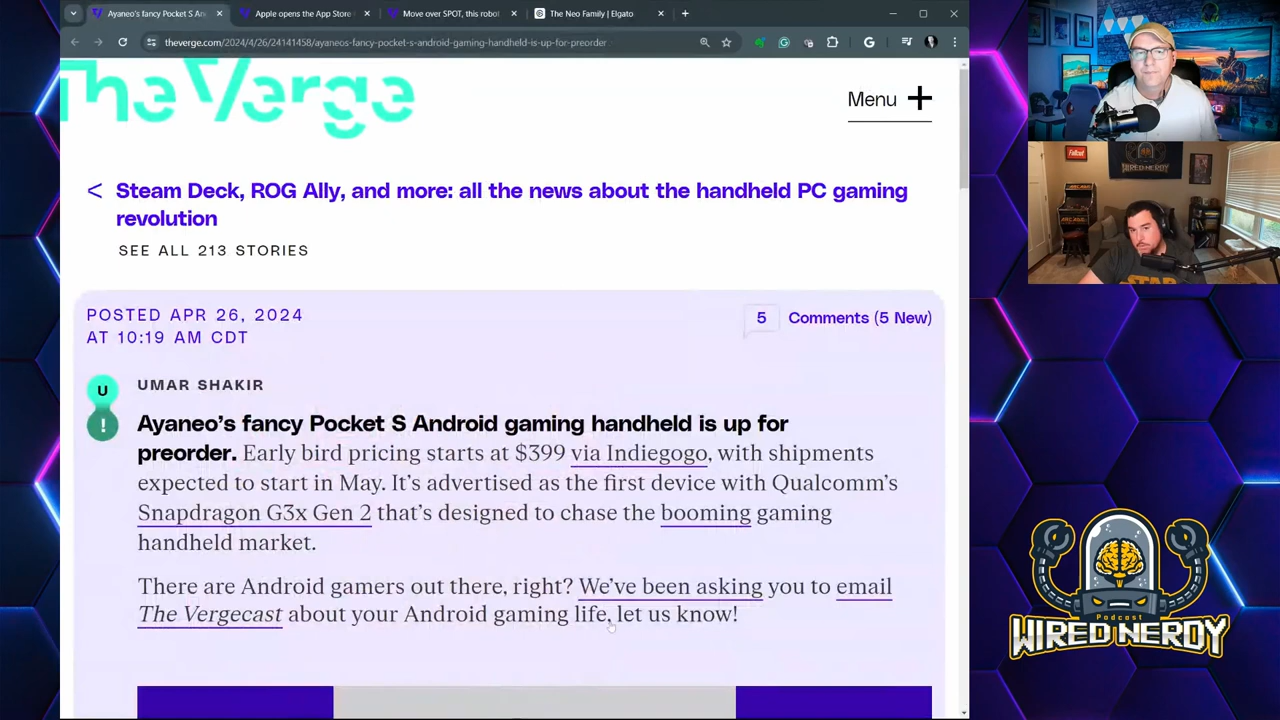 Ayaneo's fancy Pocket S An
Apple opens the App Store
Move over SPOT, this robot
The Neo Family | Elgato
theverge.com/2024/4/26/24141458/ayaneos-fancy-pocket-s-android-gaming-handheld-is-up-for-preorder
The Verge
Menu
< Steam Deck, ROG Ally, and more: all the news about the handheld PC gaming
revolution
SEE ALL 213 STORIES
POSTED APR 26, 2024
AT 10:19 AM CDT
5 Comments (5 New)
U
UMAR SHAKIR
!
Ayaneo's fancy Pocket S Android gaming handheld is up for
preorder. Early bird pricing starts at $399 via Indiegogo, with shipments
expected to start in May. It's advertised as the first device with Qualcomm's
Snapdragon G3x Gen 2 that's designed to chase the booming gaming
handheld market.
There are Android gamers out there, right? We've been asking you to email
The Vergecast about your Android gaming life, let us know!
Fallout
WIRED NERDY
STAR
Podcast
WIRED NERDY